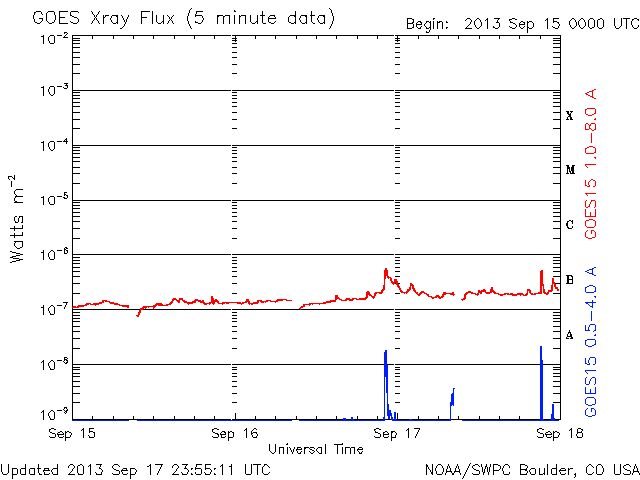 GOES Xray Flux (5 minute data)
Begin: 2013 Sep 15 0000 UTC
10⁻²
10⁻³
10⁻⁴
10⁻⁵
10⁻⁶
10⁻⁷
10⁻⁸
10⁻⁹
Watts m⁻²
X
M
C
B
A
GOES15 1.0−8.0 A
GOES15 0.5−4.0 A
Sep 15
Sep 16
Sep 17
Sep 18
Universal Time
Updated 2013 Sep 17 23:55:11 UTC
NOAA/SWPC Boulder, CO USA